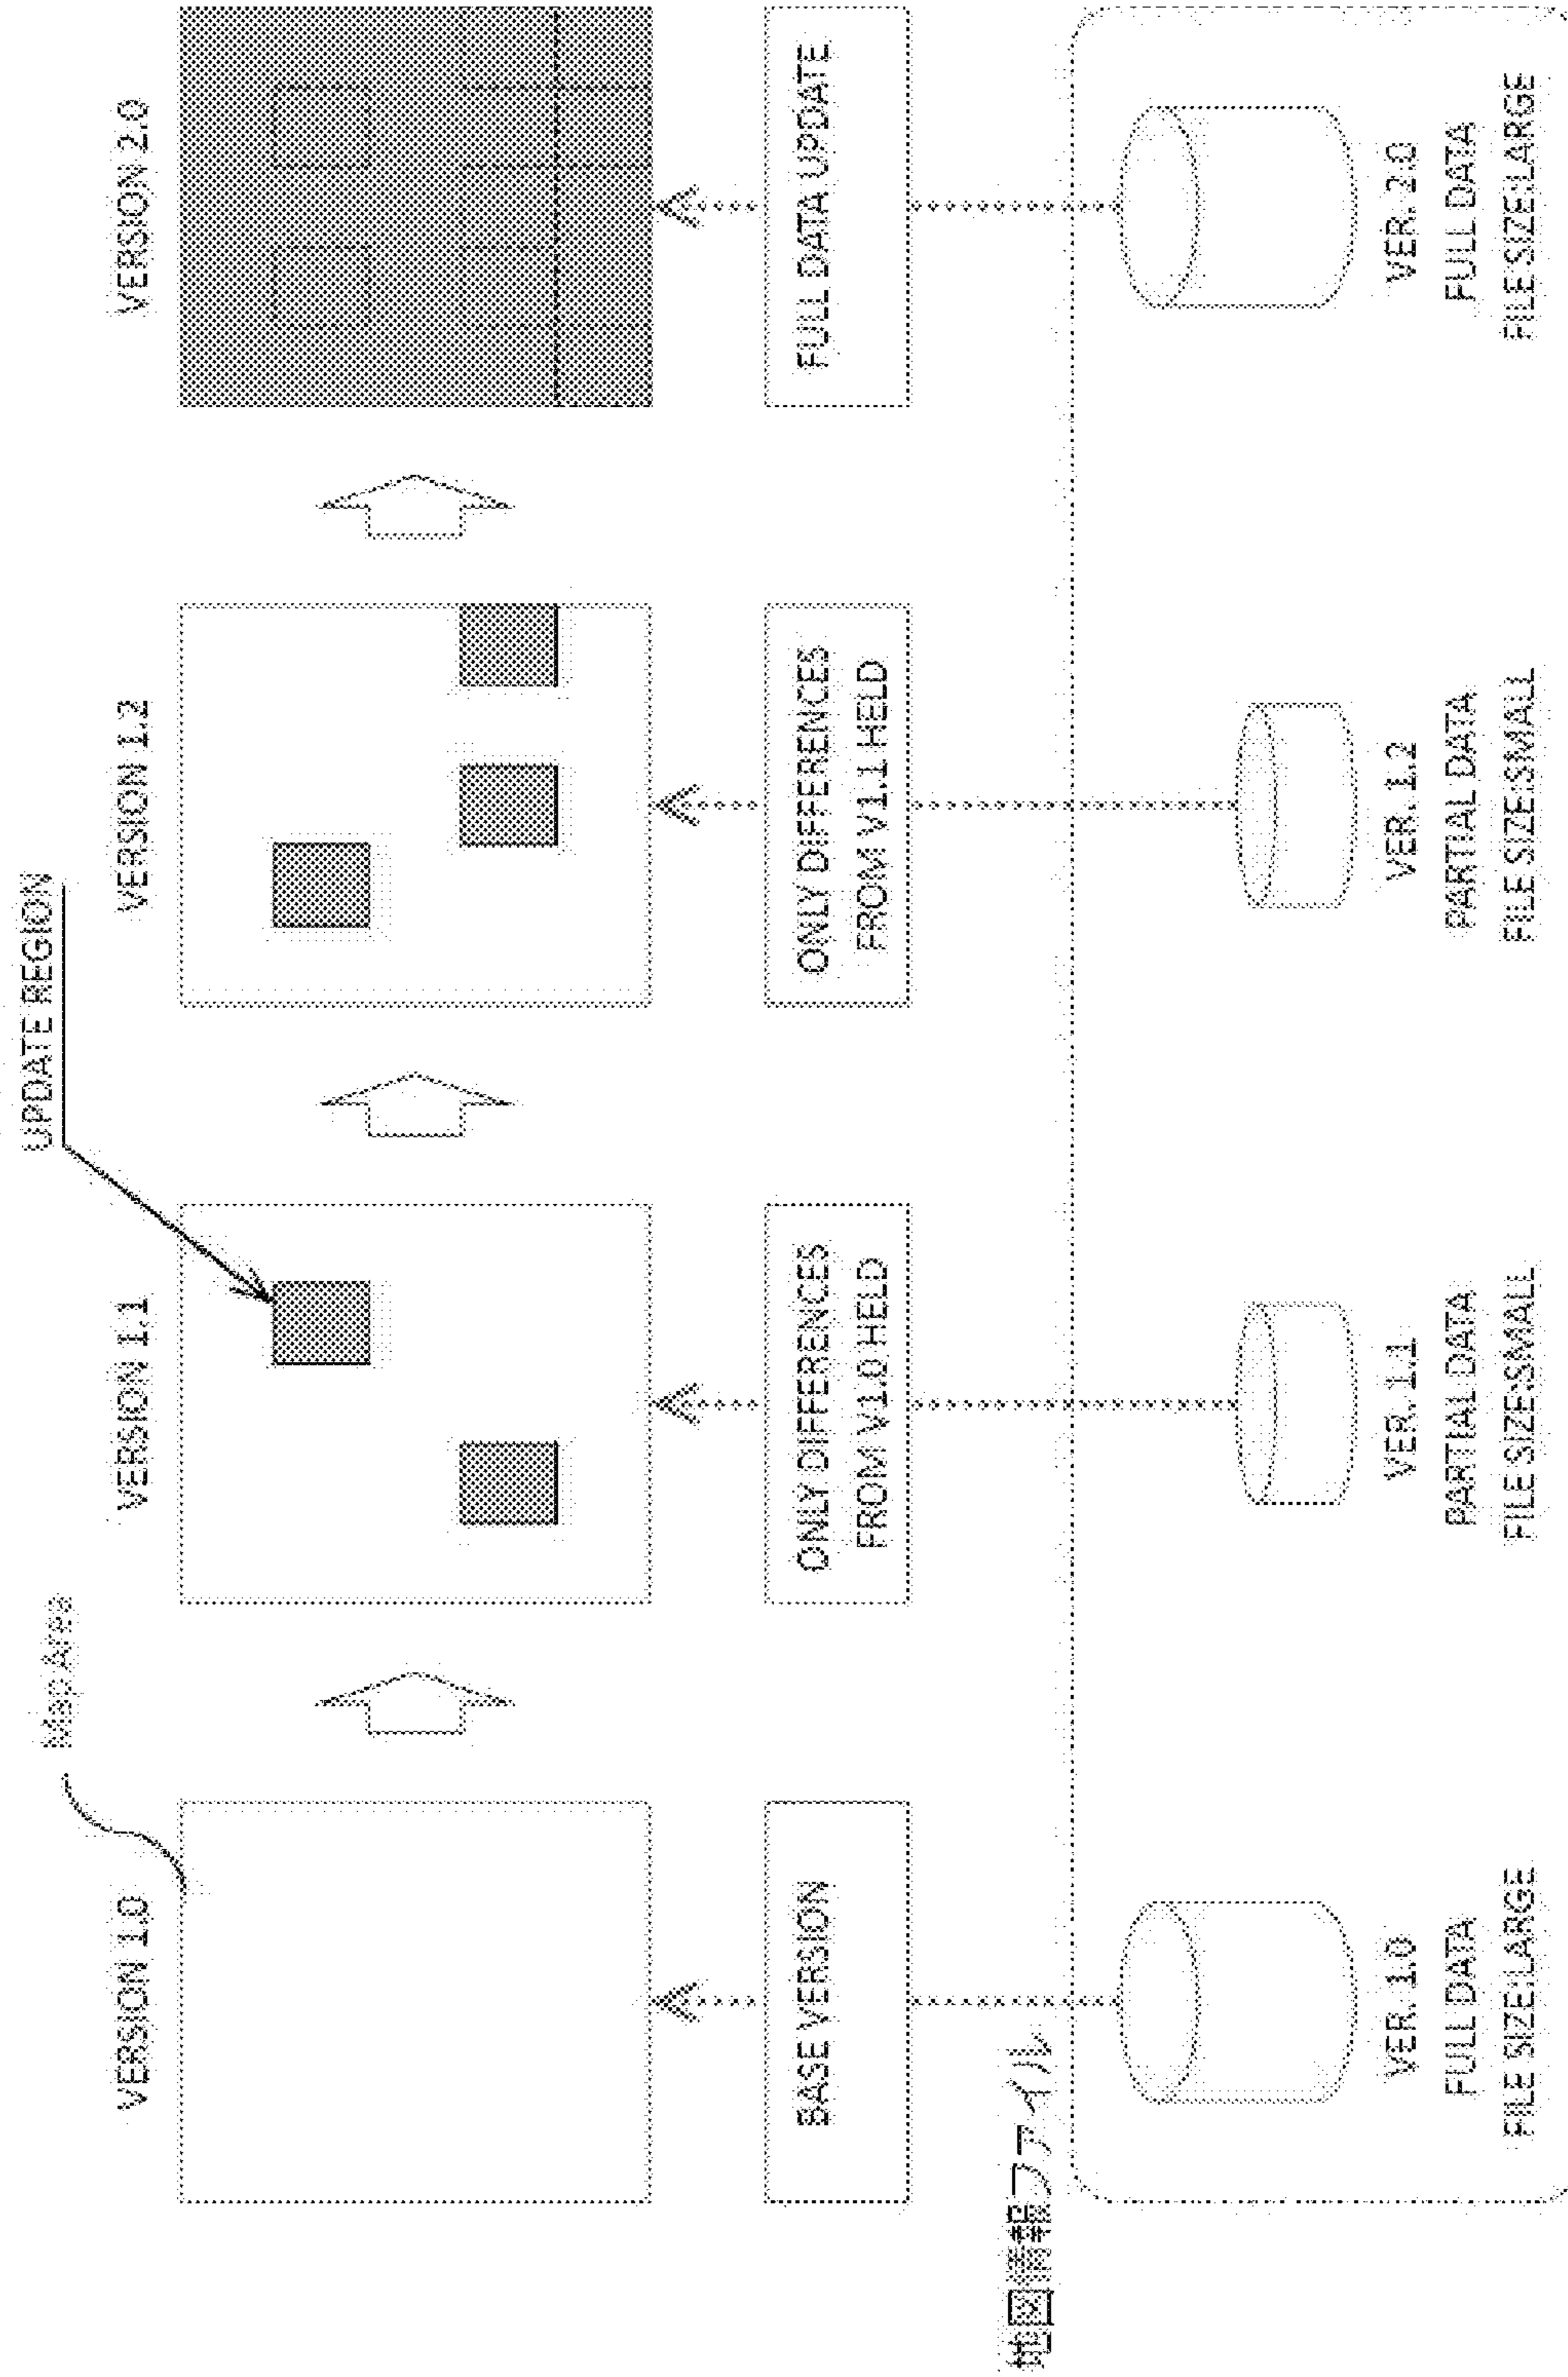 UPDATE REGION
Map Area
VERSION 1.0
VERSION 1.1
VERSION 1.2
VERSION 2.0
BASE VERSION
ONLY DIFFERENCES
FROM V1.0 HELD
ONLY DIFFERENCES
FROM V1.1 HELD
FULL DATA UPDATE
地図情報ファイル
VER. 1.0
FULL DATA
FILE SIZE:LARGE
VER. 1.1
PARTIAL DATA
FILE SIZE:SMALL
VER. 1.2
PARTIAL DATA
FILE SIZE:SMALL
VER. 2.0
FULL DATA
FILE SIZE:LARGE